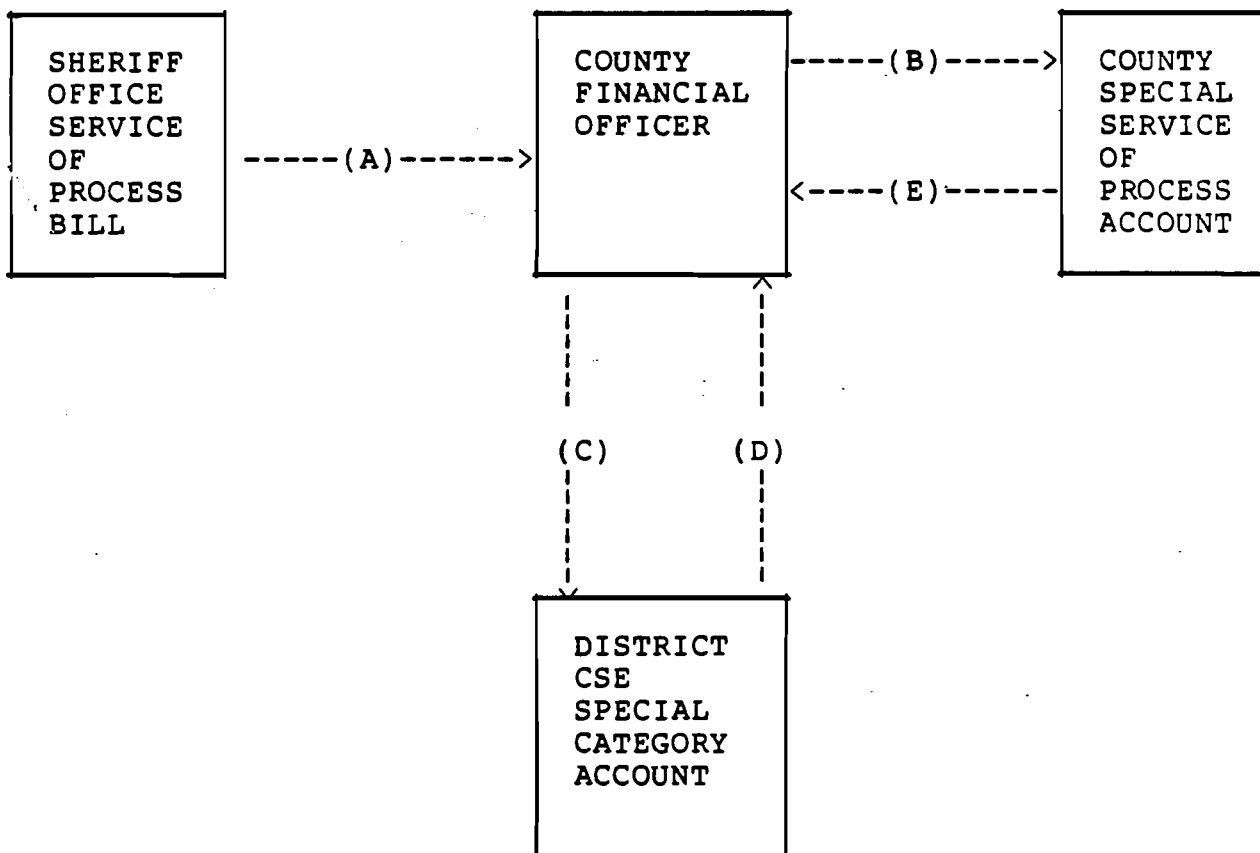 SHERIFF
OFFICE
SERVICE
OF
PROCESS
BILL
-----(A)------>
COUNTY
FINANCIAL
OFFICER
-----(B)----->
<----(E)------
COUNTY
SPECIAL
SERVICE
OF
PROCESS
ACCOUNT
(C)
(D)
DISTRICT
CSE
SPECIAL
CATEGORY
ACCOUNT